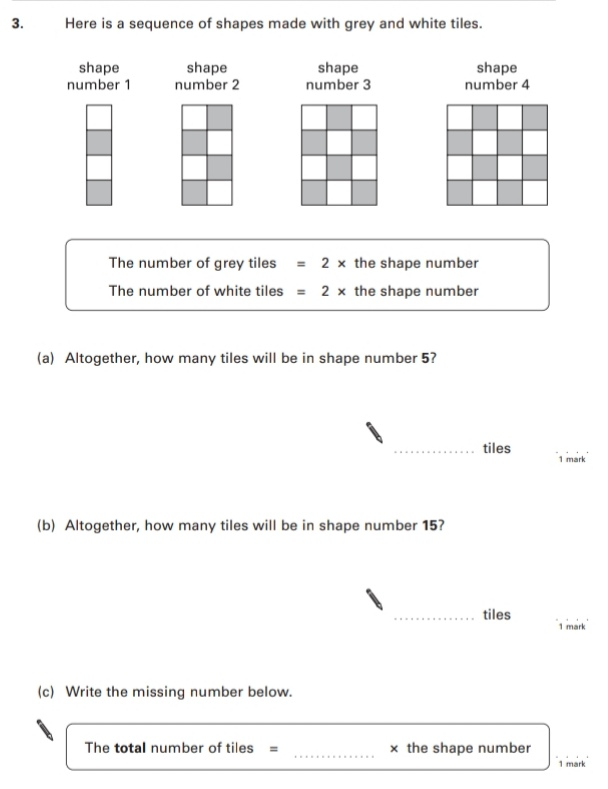 3. Here is a sequence of shapes made with grey and white tiles.
shape number 1
shape number 2
shape number 3
shape number 4
The number of grey tiles = 2 × the shape number
The number of white tiles = 2 × the shape number
(a) Altogether, how many tiles will be in shape number 5?
.............. tiles
1 mark
(b) Altogether, how many tiles will be in shape number 15?
.............. tiles
1 mark
(c) Write the missing number below.
The total number of tiles = .............. × the shape number
1 mark